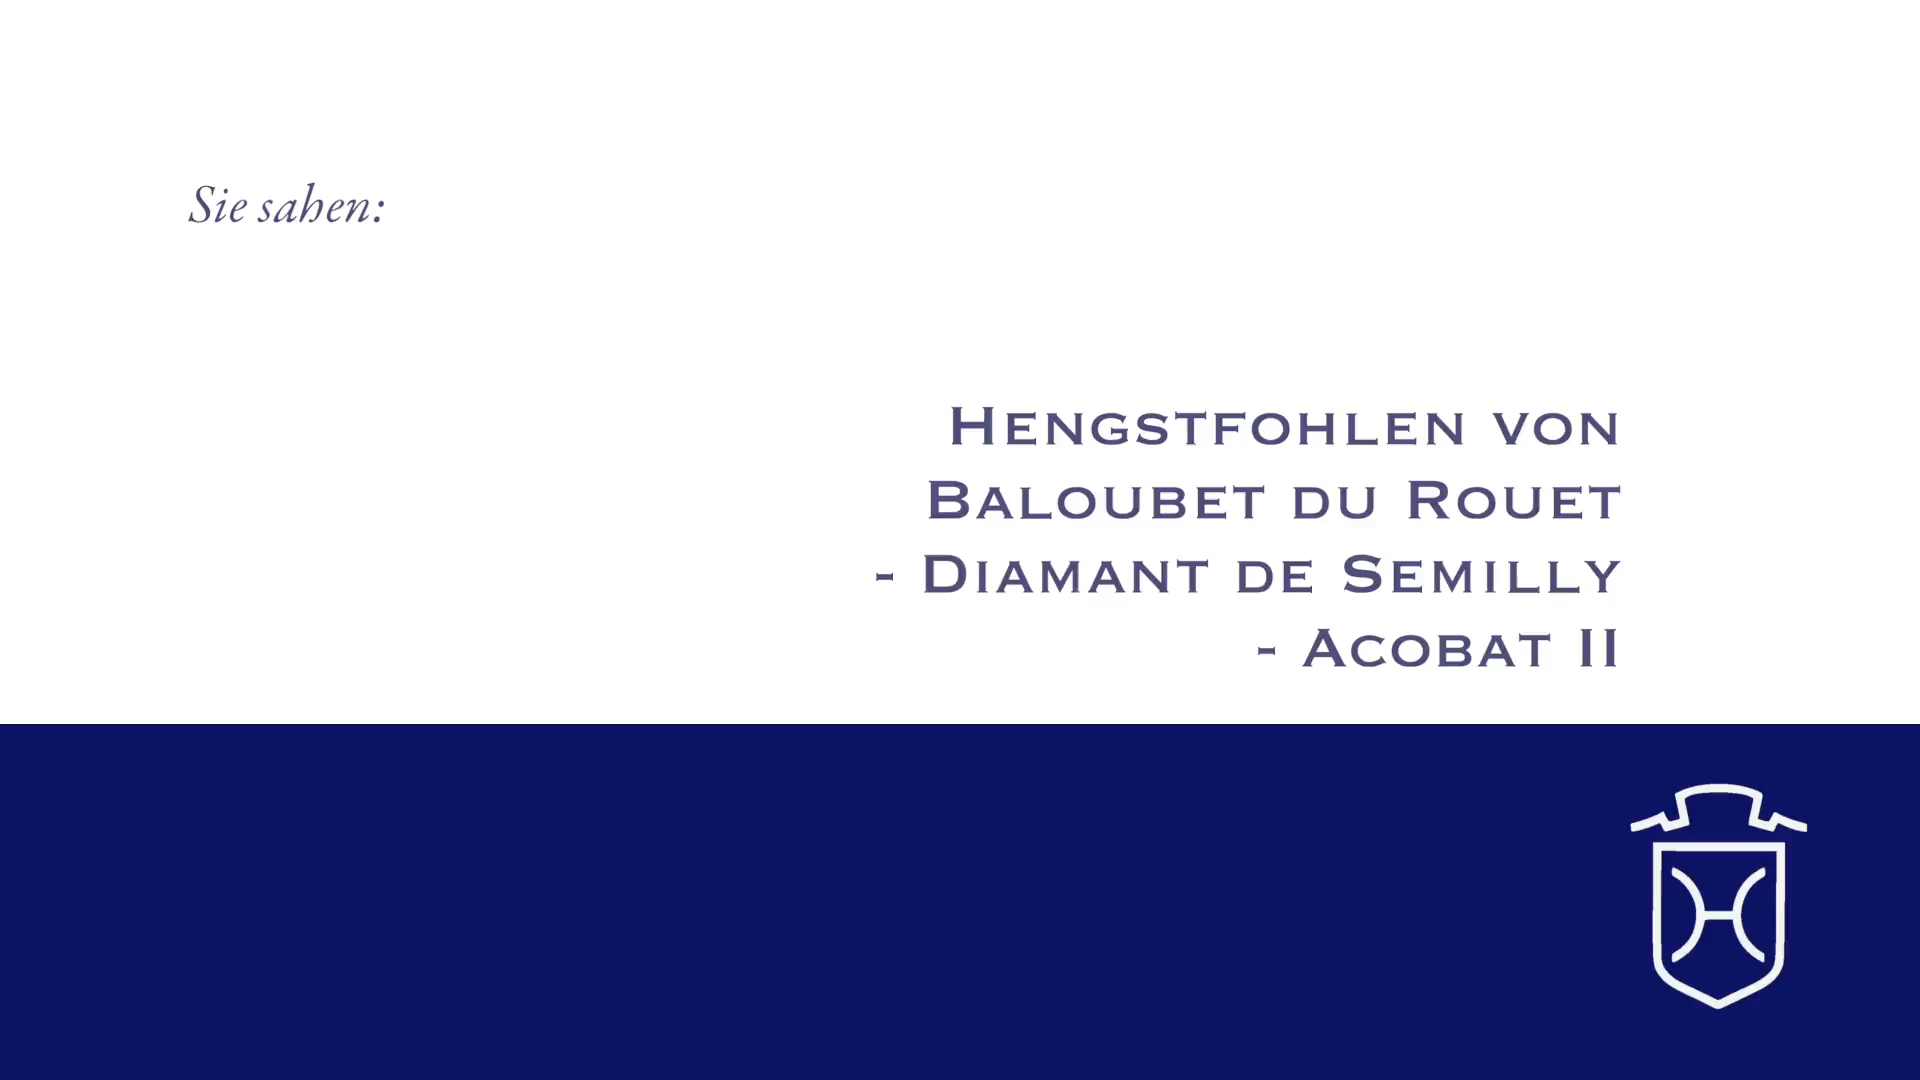 Sie sahen:
Hengstfohlen von
Baloubet du Rouet
- Diamant de Semilly
- Acobat II